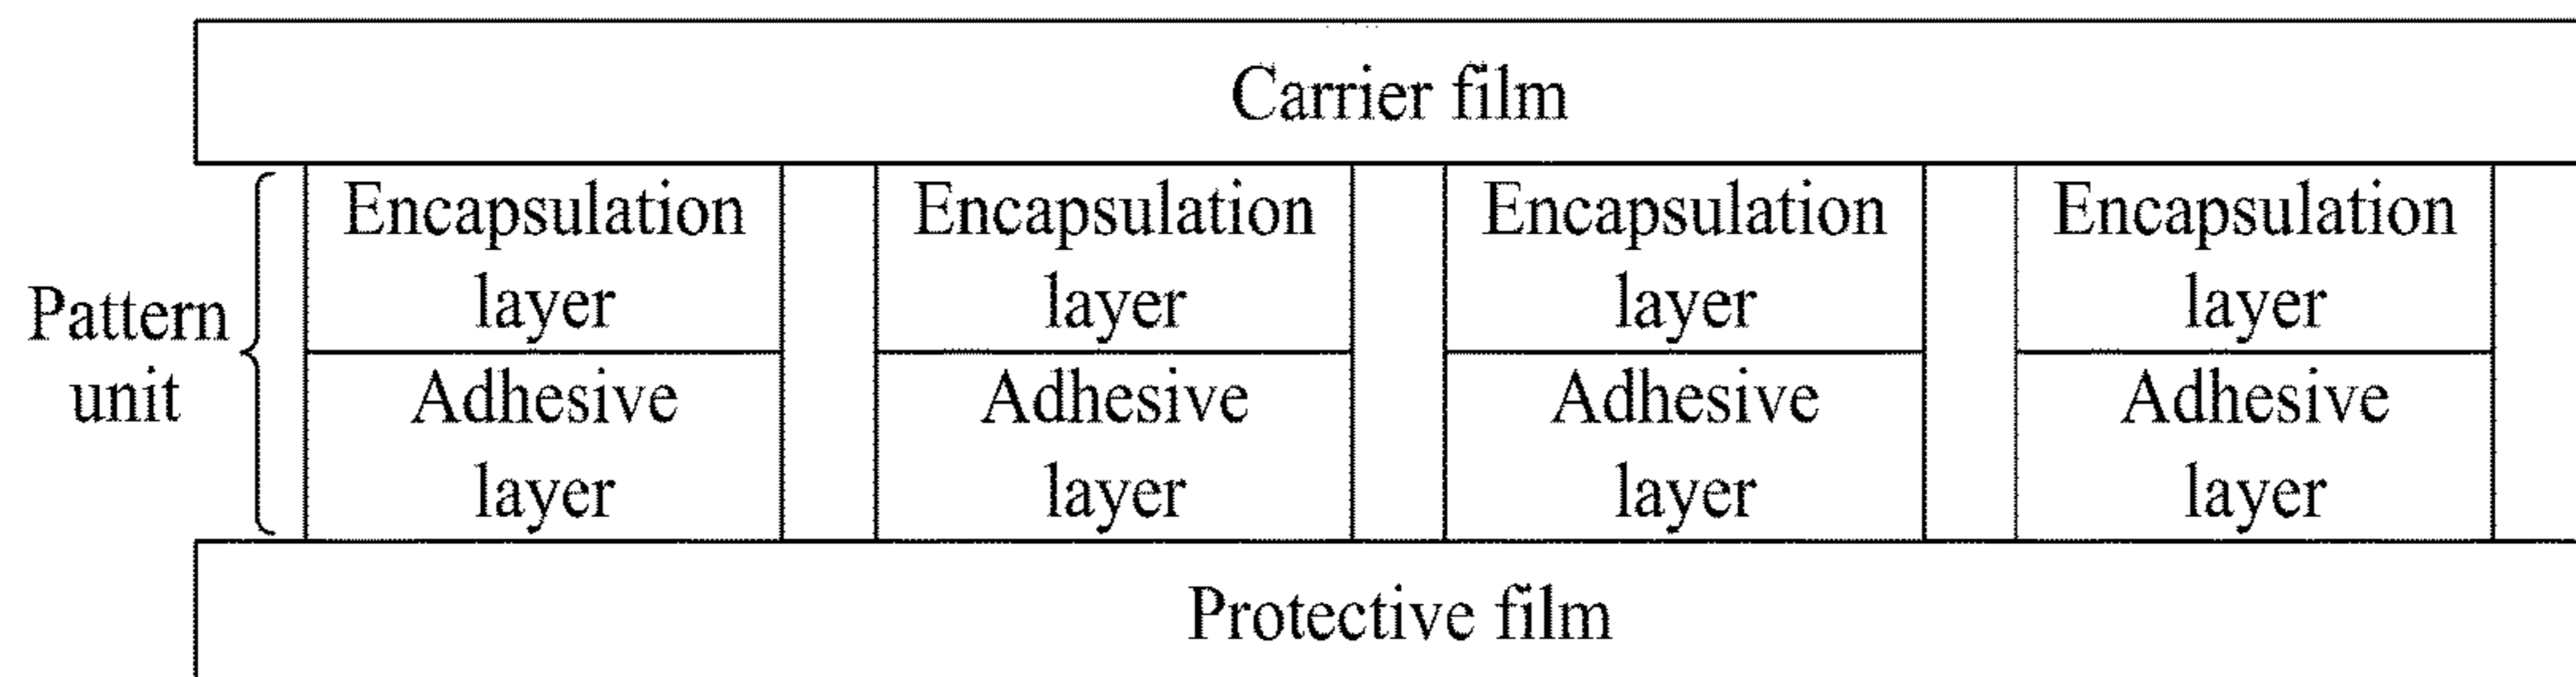 Carrier film
Pattern
unit
Encapsulation
layer
Adhesive
layer
Encapsulation
layer
Adhesive
layer
Encapsulation
layer
Adhesive
layer
Encapsulation
layer
Adhesive
layer
Protective film